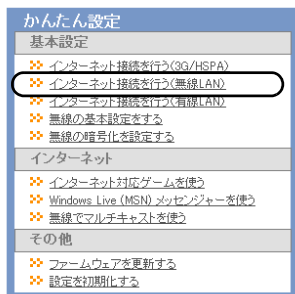 かんたん設定
基本設定
インターネット接続を行う(3G/HSPA)
インターネット接続を行う(無線LAN)
インターネット接続を行う(有線LAN)
無線の基本設定をする
無線の暗号化を設定する
インターネット
インターネット対応ゲームを使う
Windows Live (MSN) メッセンジャーを使う
無線でマルチキャストを使う
その他
ファームウェアを更新する
設定を初期化する